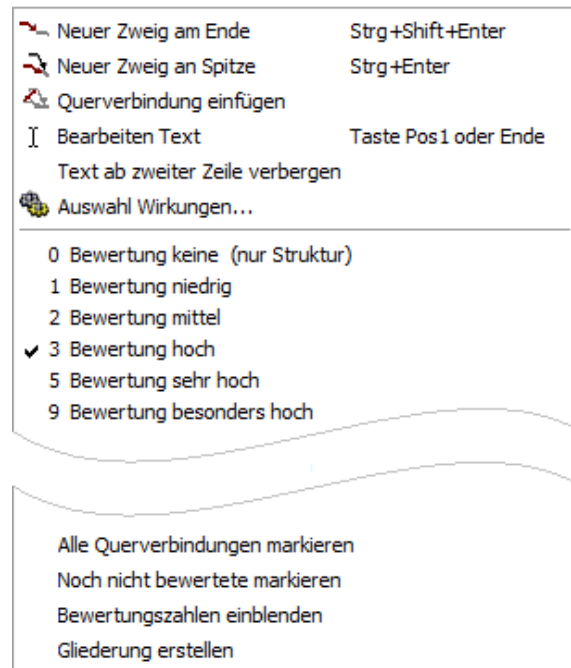 Neuer Zweig am Ende Strg+Shift+Enter
Neuer Zweig an Spitze Strg+Enter
Querverbindung einfügen
Bearbeiten Text Taste Pos1 oder Ende
Text ab zweiter Zeile verbergen
Auswahl Wirkungen...
0 Bewertung keine (nur Struktur)
1 Bewertung niedrig
2 Bewertung mittel
3 Bewertung hoch
5 Bewertung sehr hoch
9 Bewertung besonders hoch
Alle Querverbindungen markieren
Noch nicht bewertete markieren
Bewertungszahlen einblenden
Gliederung erstellen